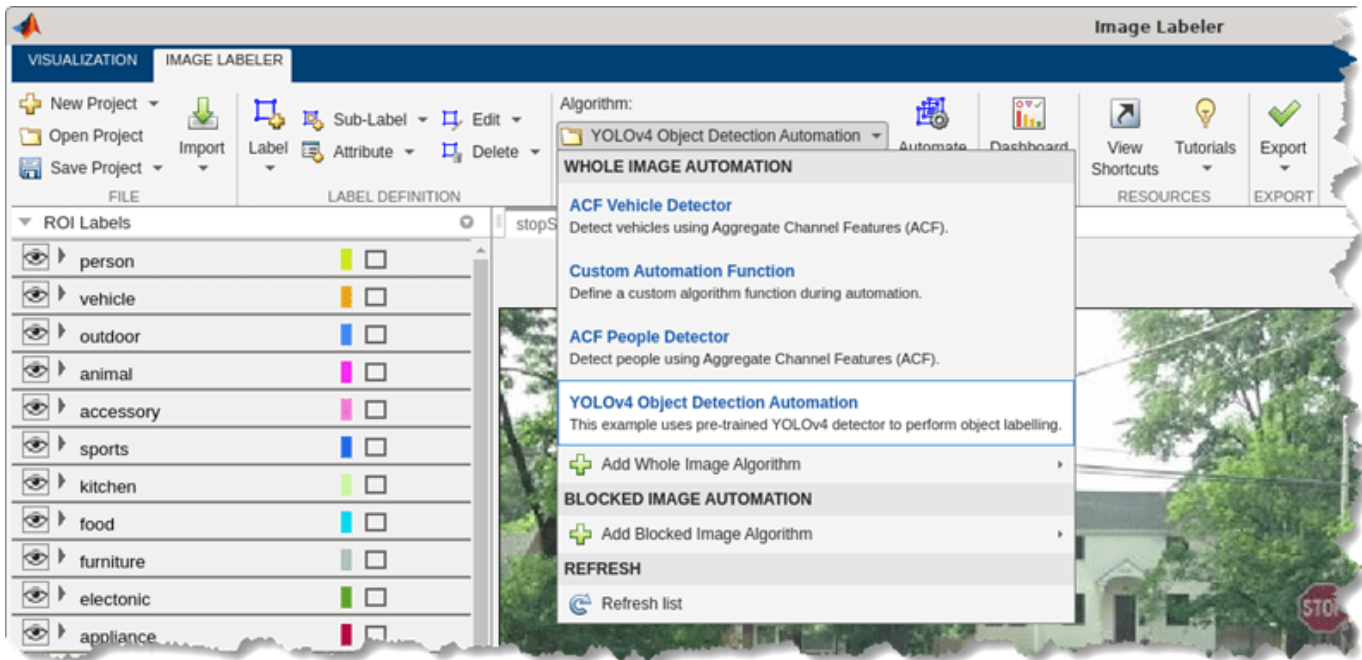 Image Labeler
VISUALIZATION
IMAGE LABELER
New Project
Open Project
Save Project
FILE
Import
Label
Sub-Label
Attribute
Edit
Delete
LABEL DEFINITION
Algorithm:
YOLOv4 Object Detection Automation
Automate
Dashboard
View
Shortcuts
Tutorials
RESOURCES
Export
EXPORT
ROI Labels
person
vehicle
outdoor
animal
accessory
sports
kitchen
food
furniture
electonic
appliance
WHOLE IMAGE AUTOMATION
ACF Vehicle Detector
Detect vehicles using Aggregate Channel Features (ACF).
Custom Automation Function
Define a custom algorithm function during automation.
ACF People Detector
Detect people using Aggregate Channel Features (ACF).
YOLOv4 Object Detection Automation
This example uses pre-trained YOLOv4 detector to perform object labelling.
Add Whole Image Algorithm
BLOCKED IMAGE AUTOMATION
Add Blocked Image Algorithm
REFRESH
Refresh list
stopS
STOP